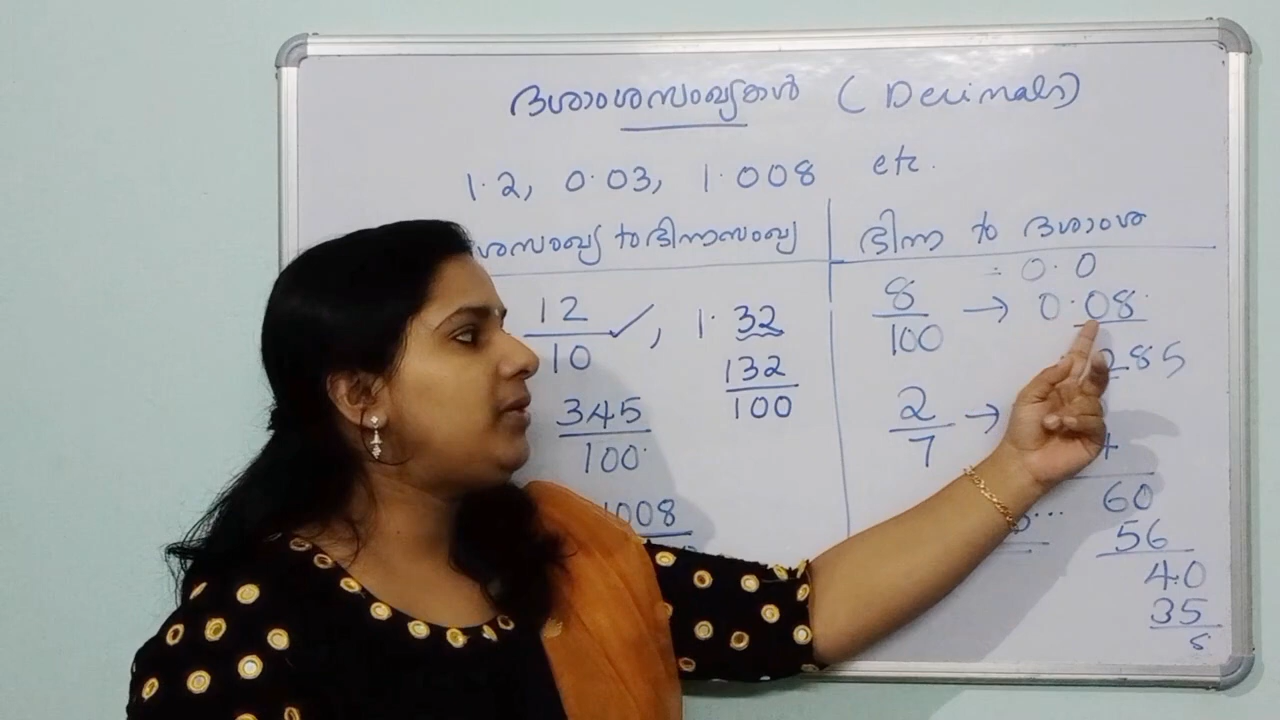 ദശാംശസംഖ്യകൾ (Decimals)
1.2, 0.03, 1.008 etc.
ശസംഖ്യ to ഭിന്നസംഖ്യ
12/10 ✓, 1.32
132/100
345/100
1008
ഭിന്ന to ദശാംശ
= 0.0
8/100 → 0.08
285
2/7 →
60
56
40
35